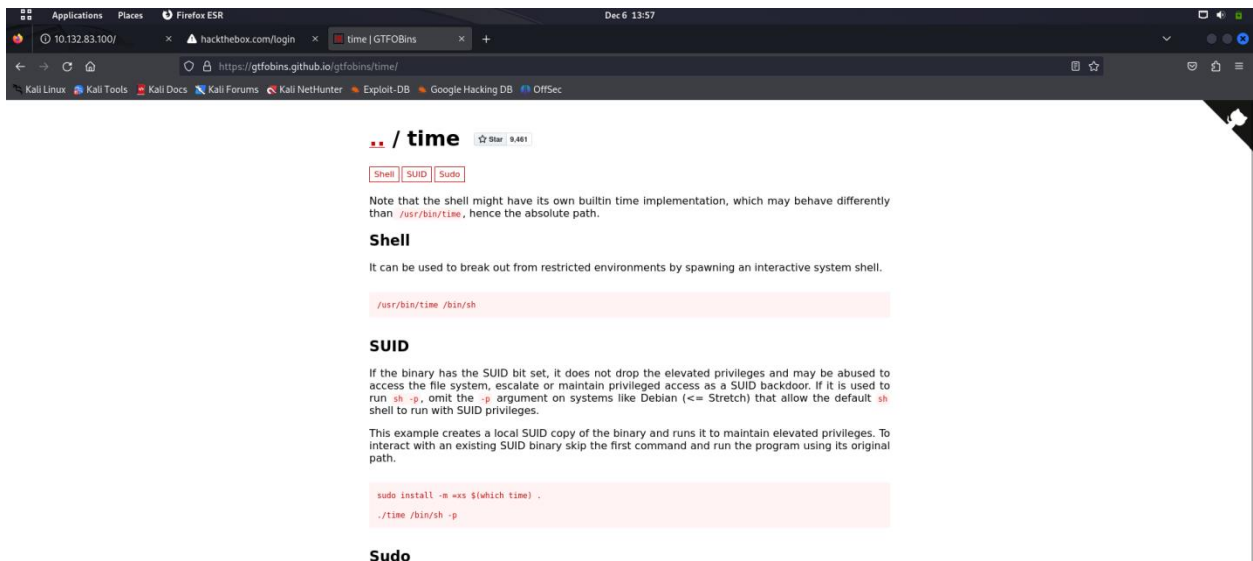 Applications Places Firefox ESR Dec 6 13:57
10.132.83.100/ × hackthebox.com/login × time | GTFOBins × +
https://gtfobins.github.io/gtfobins/time/
Kali Linux Kali Tools Kali Docs Kali Forums Kali NetHunter Exploit-DB Google Hacking DB OffSec
.. / time Star 9,461
Shell SUID Sudo
Note that the shell might have its own builtin time implementation, which may behave differently
than /usr/bin/time, hence the absolute path.
Shell
It can be used to break out from restricted environments by spawning an interactive system shell.
/usr/bin/time /bin/sh
SUID
If the binary has the SUID bit set, it does not drop the elevated privileges and may be abused to
access the file system, escalate or maintain privileged access as a SUID backdoor. If it is used to
run sh -p, omit the -p argument on systems like Debian (<= Stretch) that allow the default sh
shell to run with SUID privileges.
This example creates a local SUID copy of the binary and runs it to maintain elevated privileges. To
interact with an existing SUID binary skip the first command and run the program using its original
path.
sudo install -m =xs $(which time) .
./time /bin/sh -p
Sudo